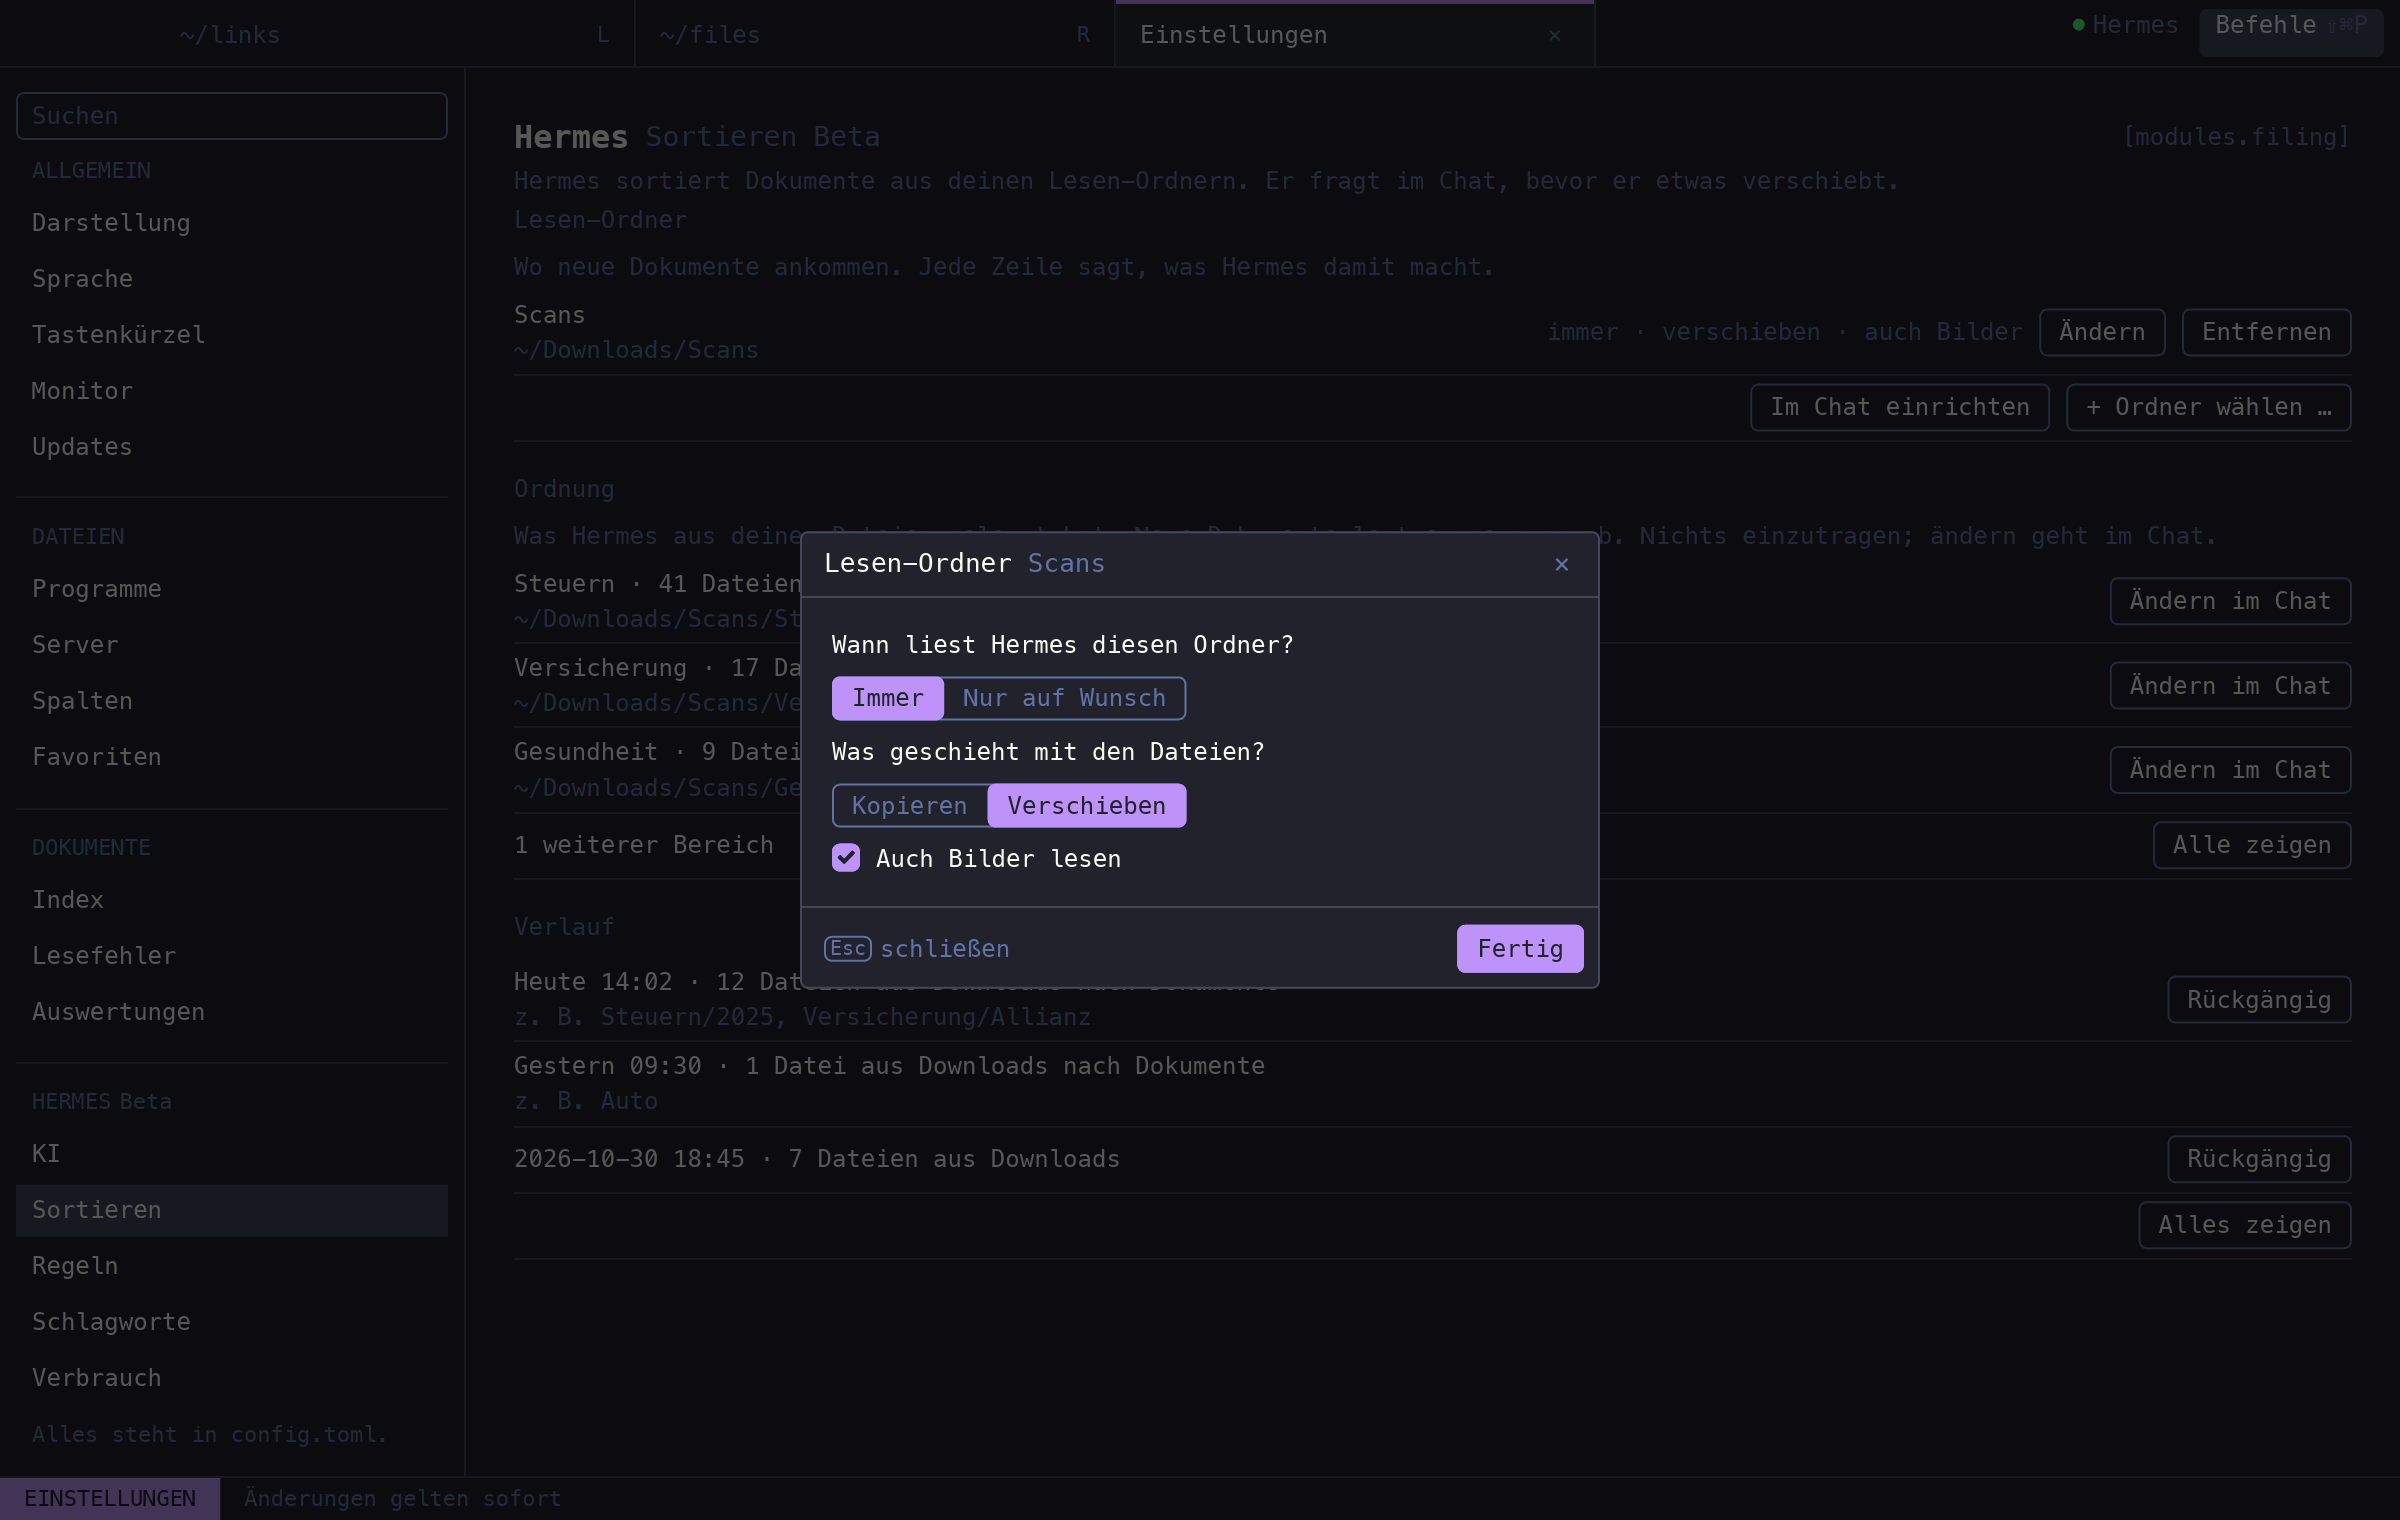 ~/links L ~/files R Einstellungen × Hermes Befehle ⇧⌘P
Suchen
ALLGEMEIN
Darstellung
Sprache
Tastenkürzel
Monitor
Updates
DATEIEN
Programme
Server
Spalten
Favoriten
DOKUMENTE
Index
Lesefehler
Auswertungen
HERMES Beta
KI
Sortieren
Regeln
Schlagworte
Verbrauch
Alles steht in config.toml.
Hermes Sortieren Beta [modules.filing]
Hermes sortiert Dokumente aus deinen Lesen-Ordnern. Er fragt im Chat, bevor er etwas verschiebt.
Lesen-Ordner
Wo neue Dokumente ankommen. Jede Zeile sagt, was Hermes damit macht.
Scans
~/Downloads/Scans
immer · verschieben · auch Bilder Ändern Entfernen
Im Chat einrichten + Ordner wählen …
Ordnung
Was Hermes aus deine b. Nichts einzutragen; ändern geht im Chat.
Steuern · 41 Dateien
~/Downloads/Scans/St
Ändern im Chat
Versicherung · 17 Da
~/Downloads/Scans/Ve
Ändern im Chat
Gesundheit · 9 Datei
~/Downloads/Scans/Ge
Ändern im Chat
1 weiterer Bereich Alle zeigen
Verlauf
Heute 14:02 · 12 Dat
z. B. Steuern/2025, Versicherung/Allianz
Rückgängig
Gestern 09:30 · 1 Datei aus Downloads nach Dokumente
z. B. Auto
2026-10-30 18:45 · 7 Dateien aus Downloads Rückgängig
Alles zeigen
Lesen-Ordner Scans ×
Wann liest Hermes diesen Ordner?
Immer Nur auf Wunsch
Was geschieht mit den Dateien?
Kopieren Verschieben
Auch Bilder lesen
Esc schließen Fertig
EINSTELLUNGEN Änderungen gelten sofort